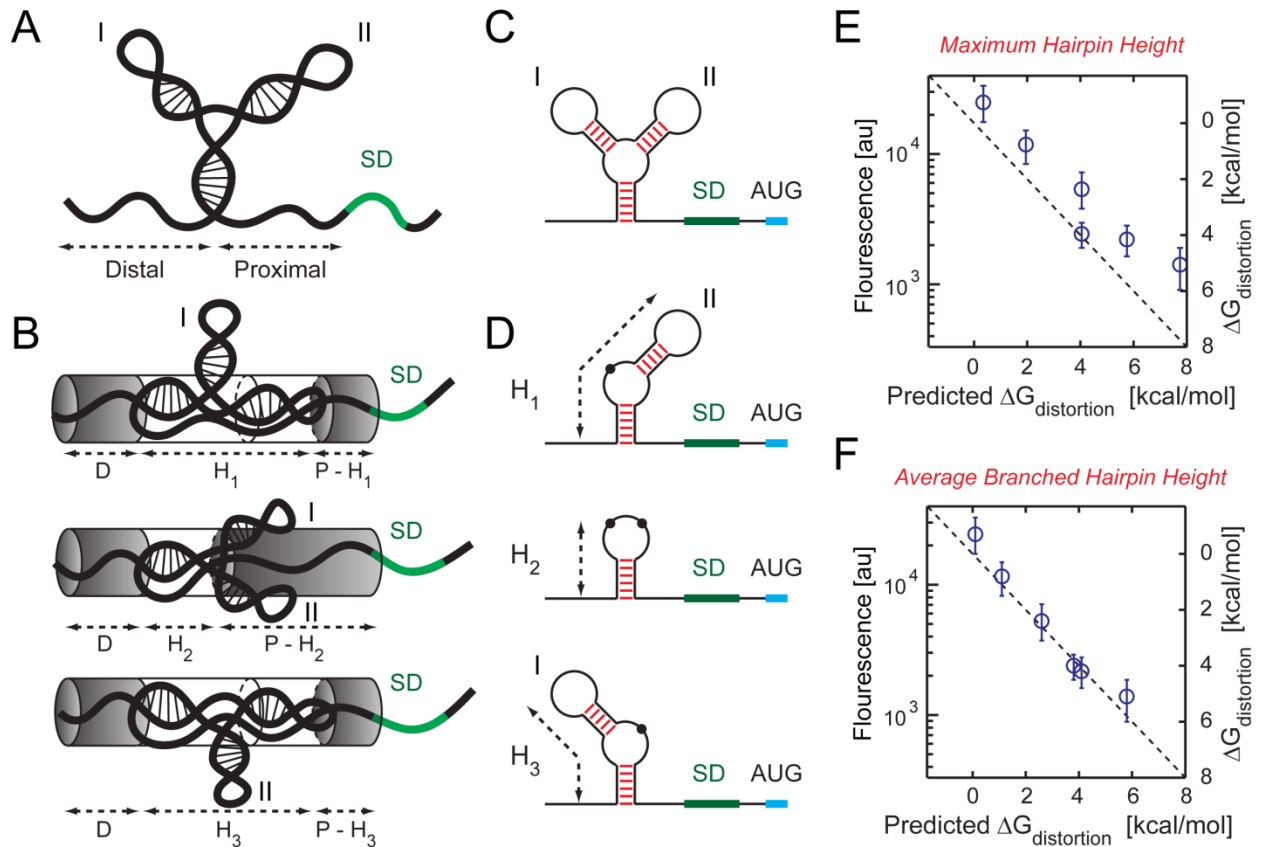 A
I
II
SD
Distal
Proximal
B
I
SD
D
H1
P - H1
I
SD
II
D
H2
P - H2
SD
II
D
H3
P - H3
C
I
II
SD
AUG
D
II
H1
SD
AUG
H2
SD
AUG
I
H3
SD
AUG
E
Maximum Hairpin Height
Flourescence [au]
10^4
10^3
0
2
4
6
8
ΔGdistortion [kcal/mol]
0 2 4 6 8
Predicted ΔGdistortion [kcal/mol]
F
Average Branched Hairpin Height
Flourescence [au]
10^4
10^3
0
2
4
6
8
ΔGdistortion [kcal/mol]
0 2 4 6 8
Predicted ΔGdistortion [kcal/mol]